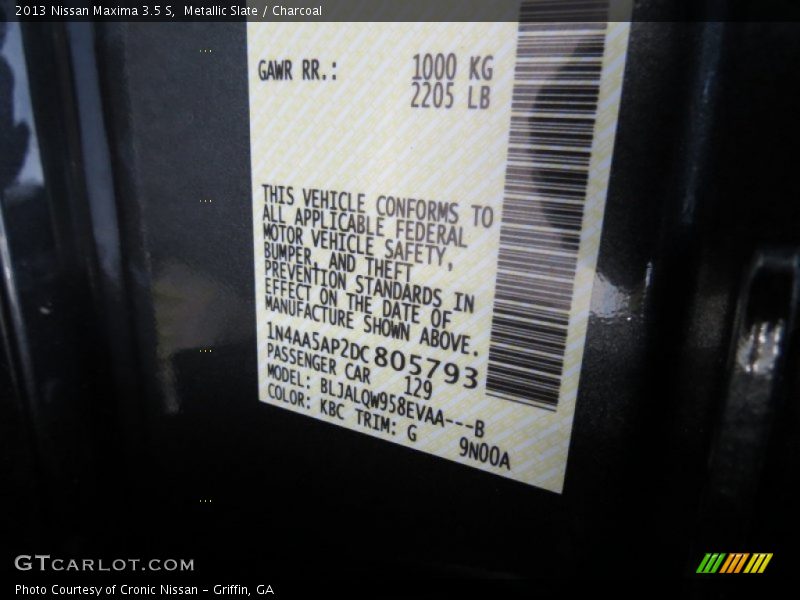 2013 Nissan Maxima 3.5 S,  Metallic Slate / Charcoal
GAWR RR.: 1000 KG
2205 LB
THIS VEHICLE CONFORMS TO
ALL APPLICABLE FEDERAL
MOTOR VEHICLE SAFETY,
BUMPER, AND THEFT
PREVENTION STANDARDS IN
EFFECT ON THE DATE OF
MANUFACTURE SHOWN ABOVE.
1N4AA5AP2DC805793
PASSENGER CAR 129
MODEL: BLJALQW958EVAA---B
COLOR: KBC TRIM: G 9N00A
GTCARLOT.COM
Photo Courtesy of Cronic Nissan - Griffin, GA